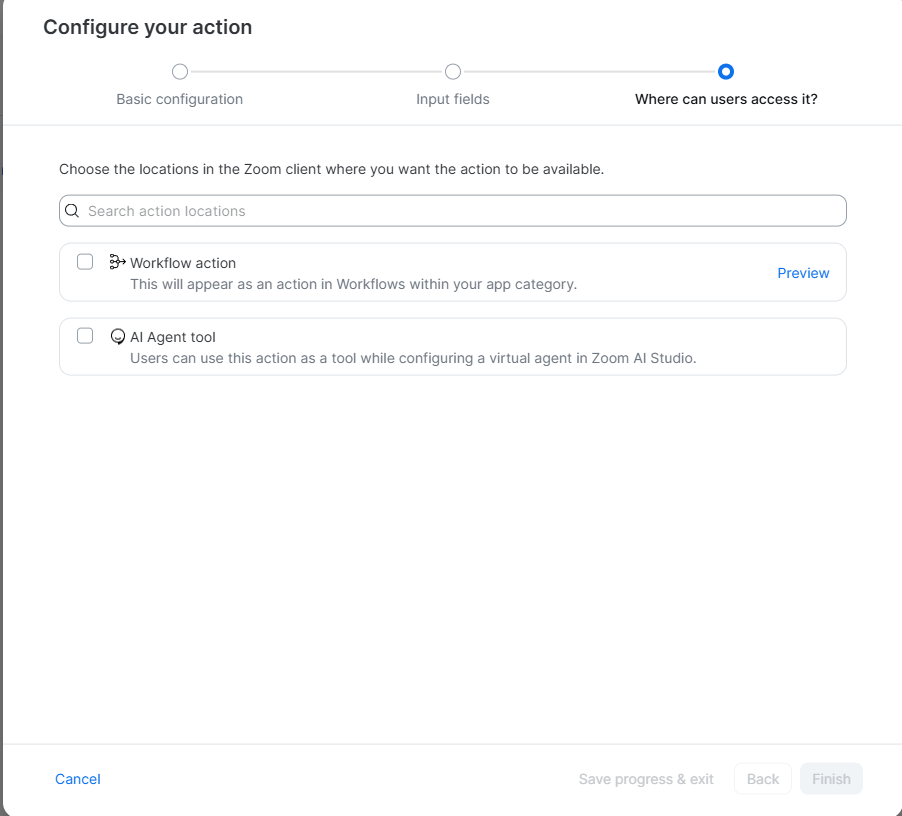 Configure your action
Basic configuration
Input fields
Where can users access it?
Choose the locations in the Zoom client where you want the action to be available.
Search action locations
Workflow action
This will appear as an action in Workflows within your app category.
Preview
AI Agent tool
Users can use this action as a tool while configuring a virtual agent in Zoom AI Studio.
Cancel
Save progress & exit
Back
Finish